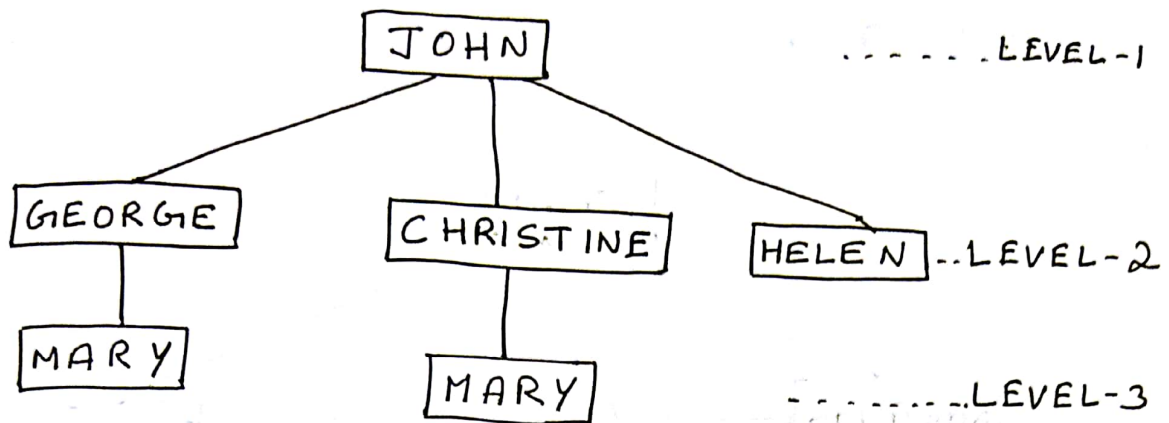 JOHN ...... LEVEL-1
GEORGE CHRISTINE HELEN ..LEVEL-2
MARY MARY ........LEVEL-3